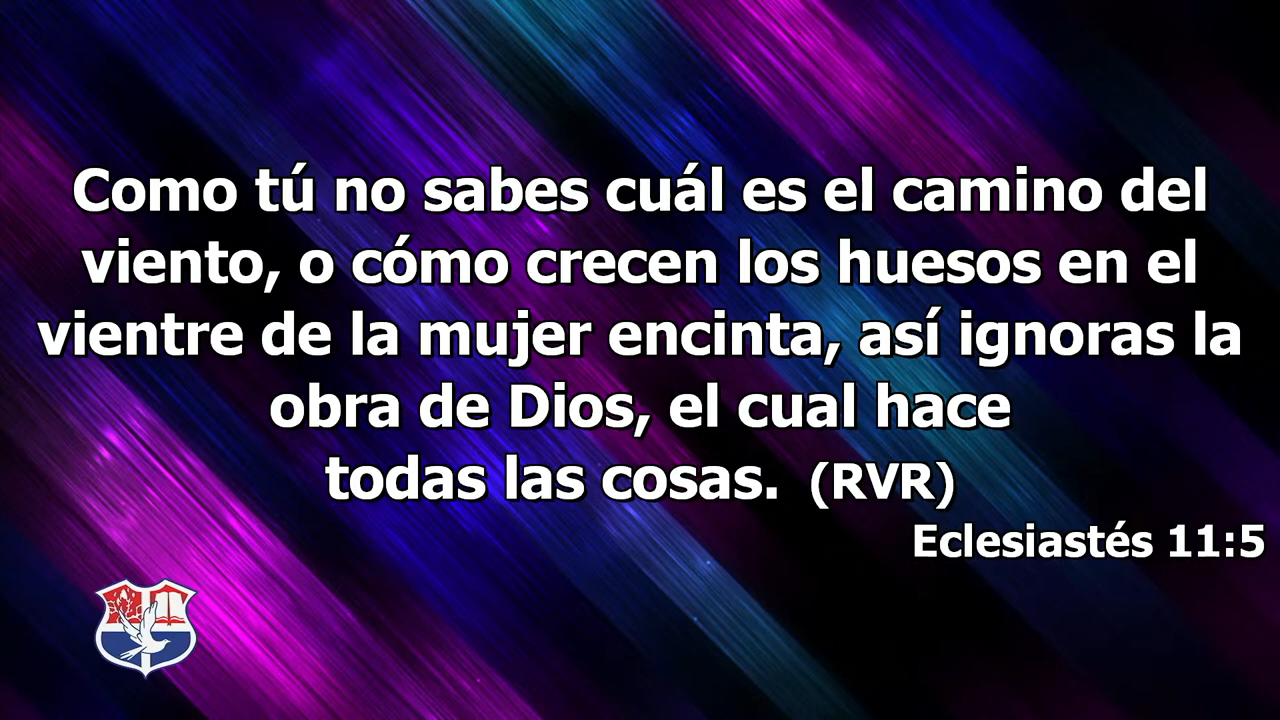 Como tú no sabes cuál es el camino del
viento, o cómo crecen los huesos en el
vientre de la mujer encinta, así ignoras la
obra de Dios, el cual hace
todas las cosas. (RVR)
Eclesiastés 11:5